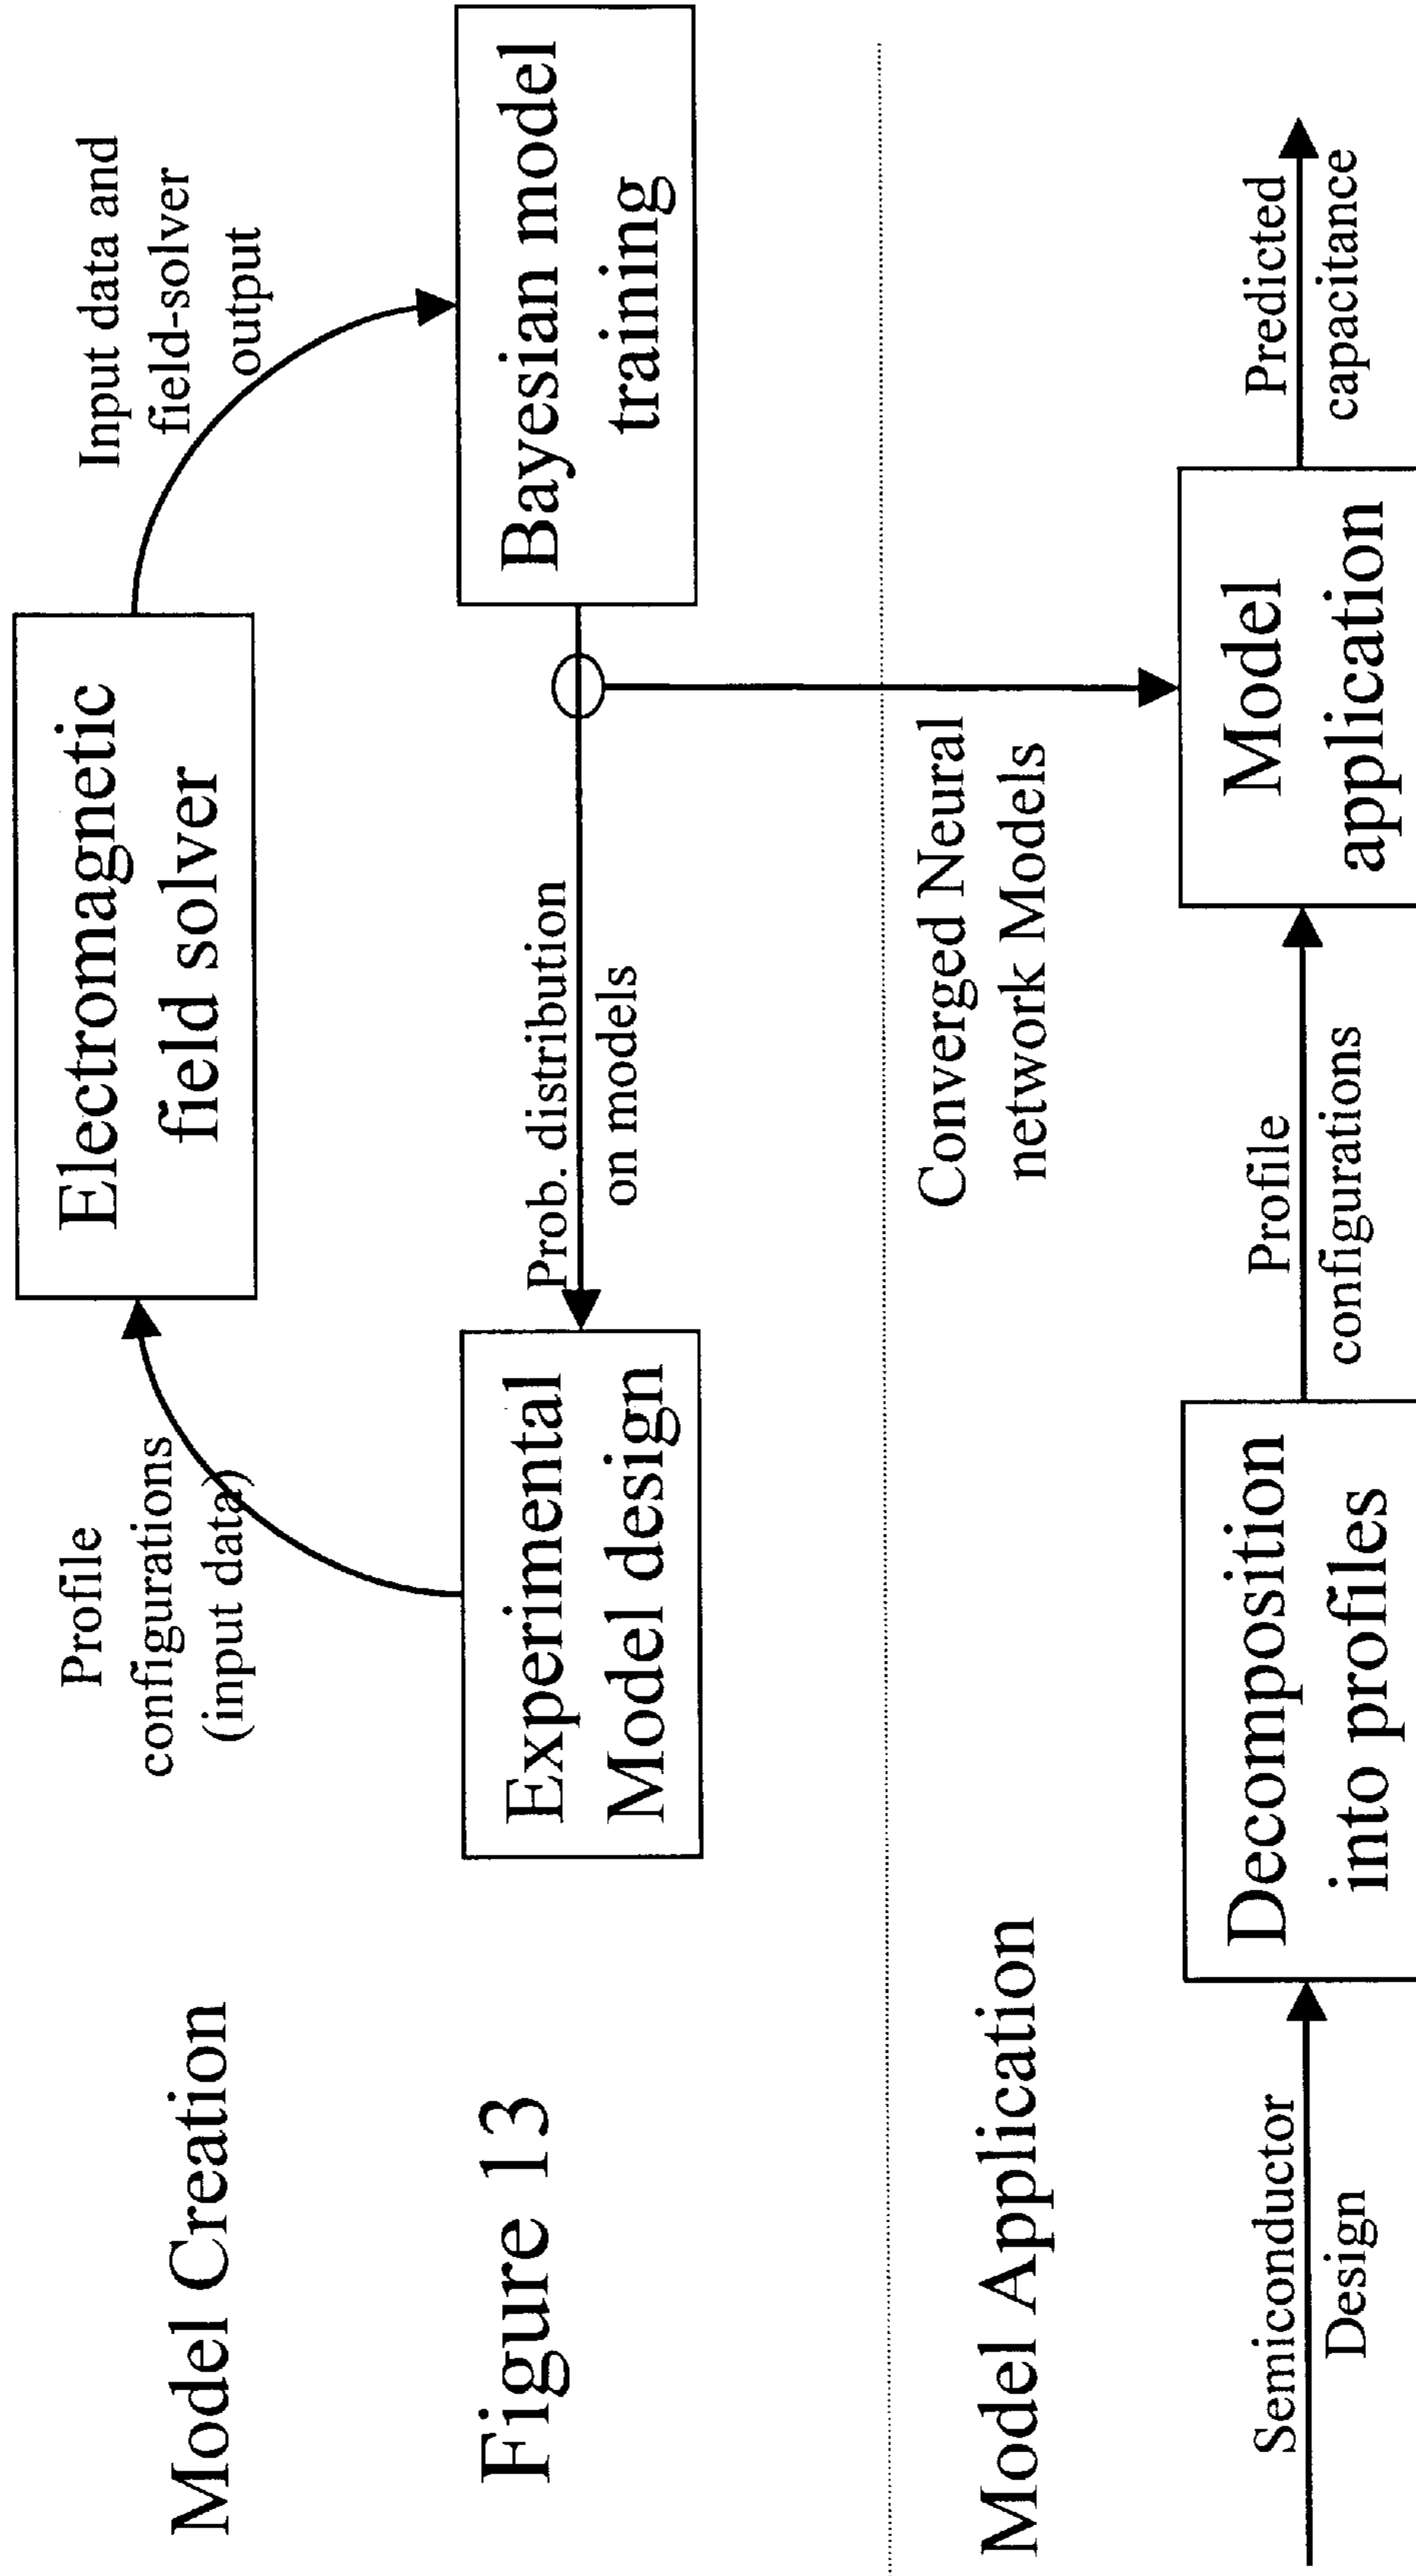 Model Creation
Profile
configurations
(input data)
Electromagnetic
field solver
Input data and
field-solver
output
Figure 13
Experimental
Model design
Prob. distribution
on models
Bayesian model
training
Model Application
Converged Neural
network Models
Semiconductor
Design
Decomposition
into profiles
Profile
configurations
Model
application
Predicted
capacitance